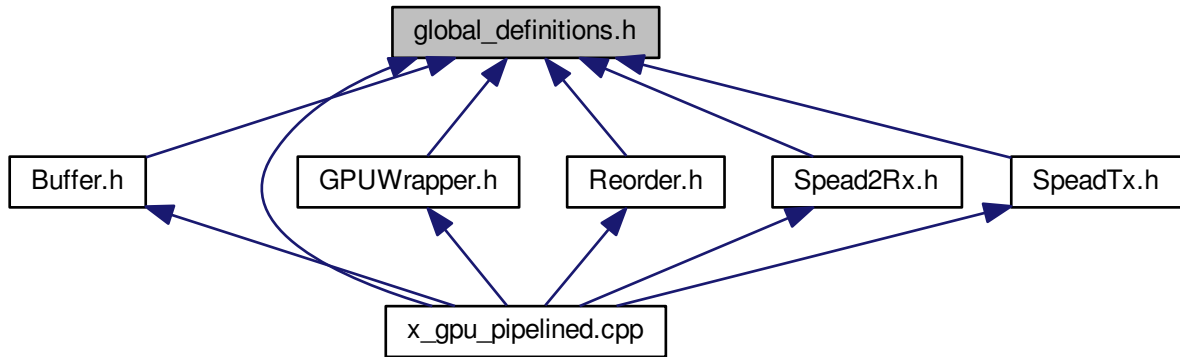 global_definitions.h
Buffer.h
GPUWrapper.h
Reorder.h
Spead2Rx.h
SpeadTx.h
x_gpu_pipelined.cpp